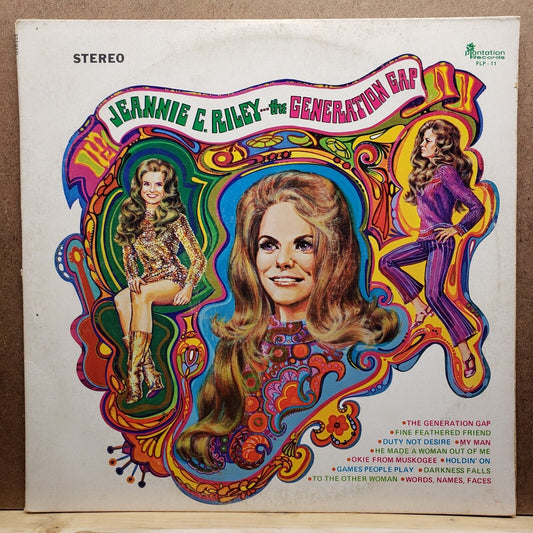 STEREO
plantation
Records
PLP - 11
JEANNIE C. RILEY...the GENERATION GAP
•THE GENERATION GAP
•FINE FEATHERED FRIEND
•DUTY NOT DESIRE •MY MAN
•HE MADE A WOMAN OUT OF ME
•OKIE FROM MUSKOGEE •HOLDIN' ON
•GAMES PEOPLE PLAY •DARKNESS FALLS
•TO THE OTHER WOMAN •WORDS, NAMES, FACES